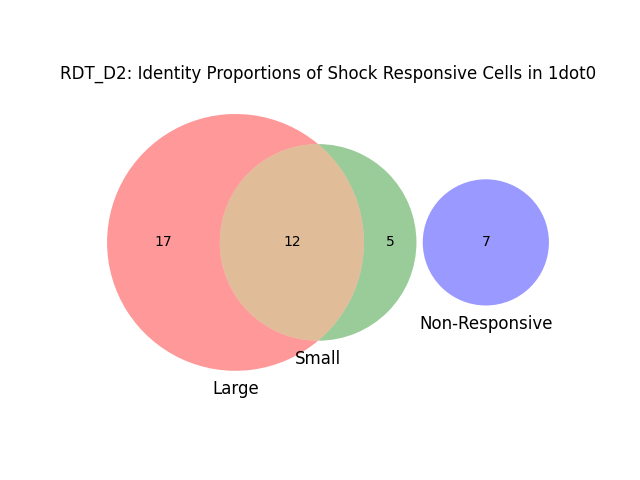 RDT_D2: Identity Proportions of Shock Responsive Cells in 1dot0
17
12
5
7
Non-Responsive
Small
Large